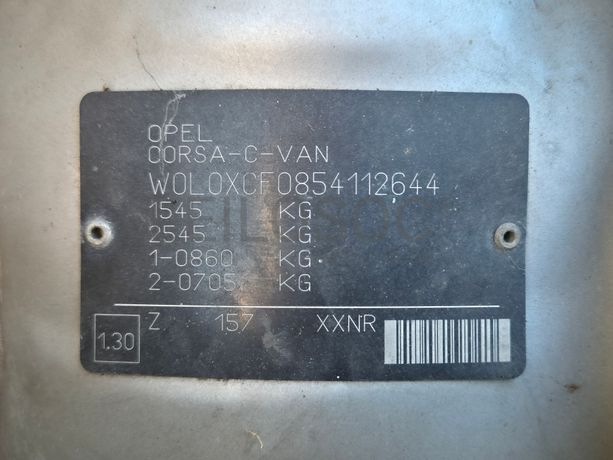 OPEL
CORSA-C-VAN
W0L0XCF0854112644
1545 KG
2545 KG
1-0860 KG
2-0705 KG
Z 157 XXNR
1.30